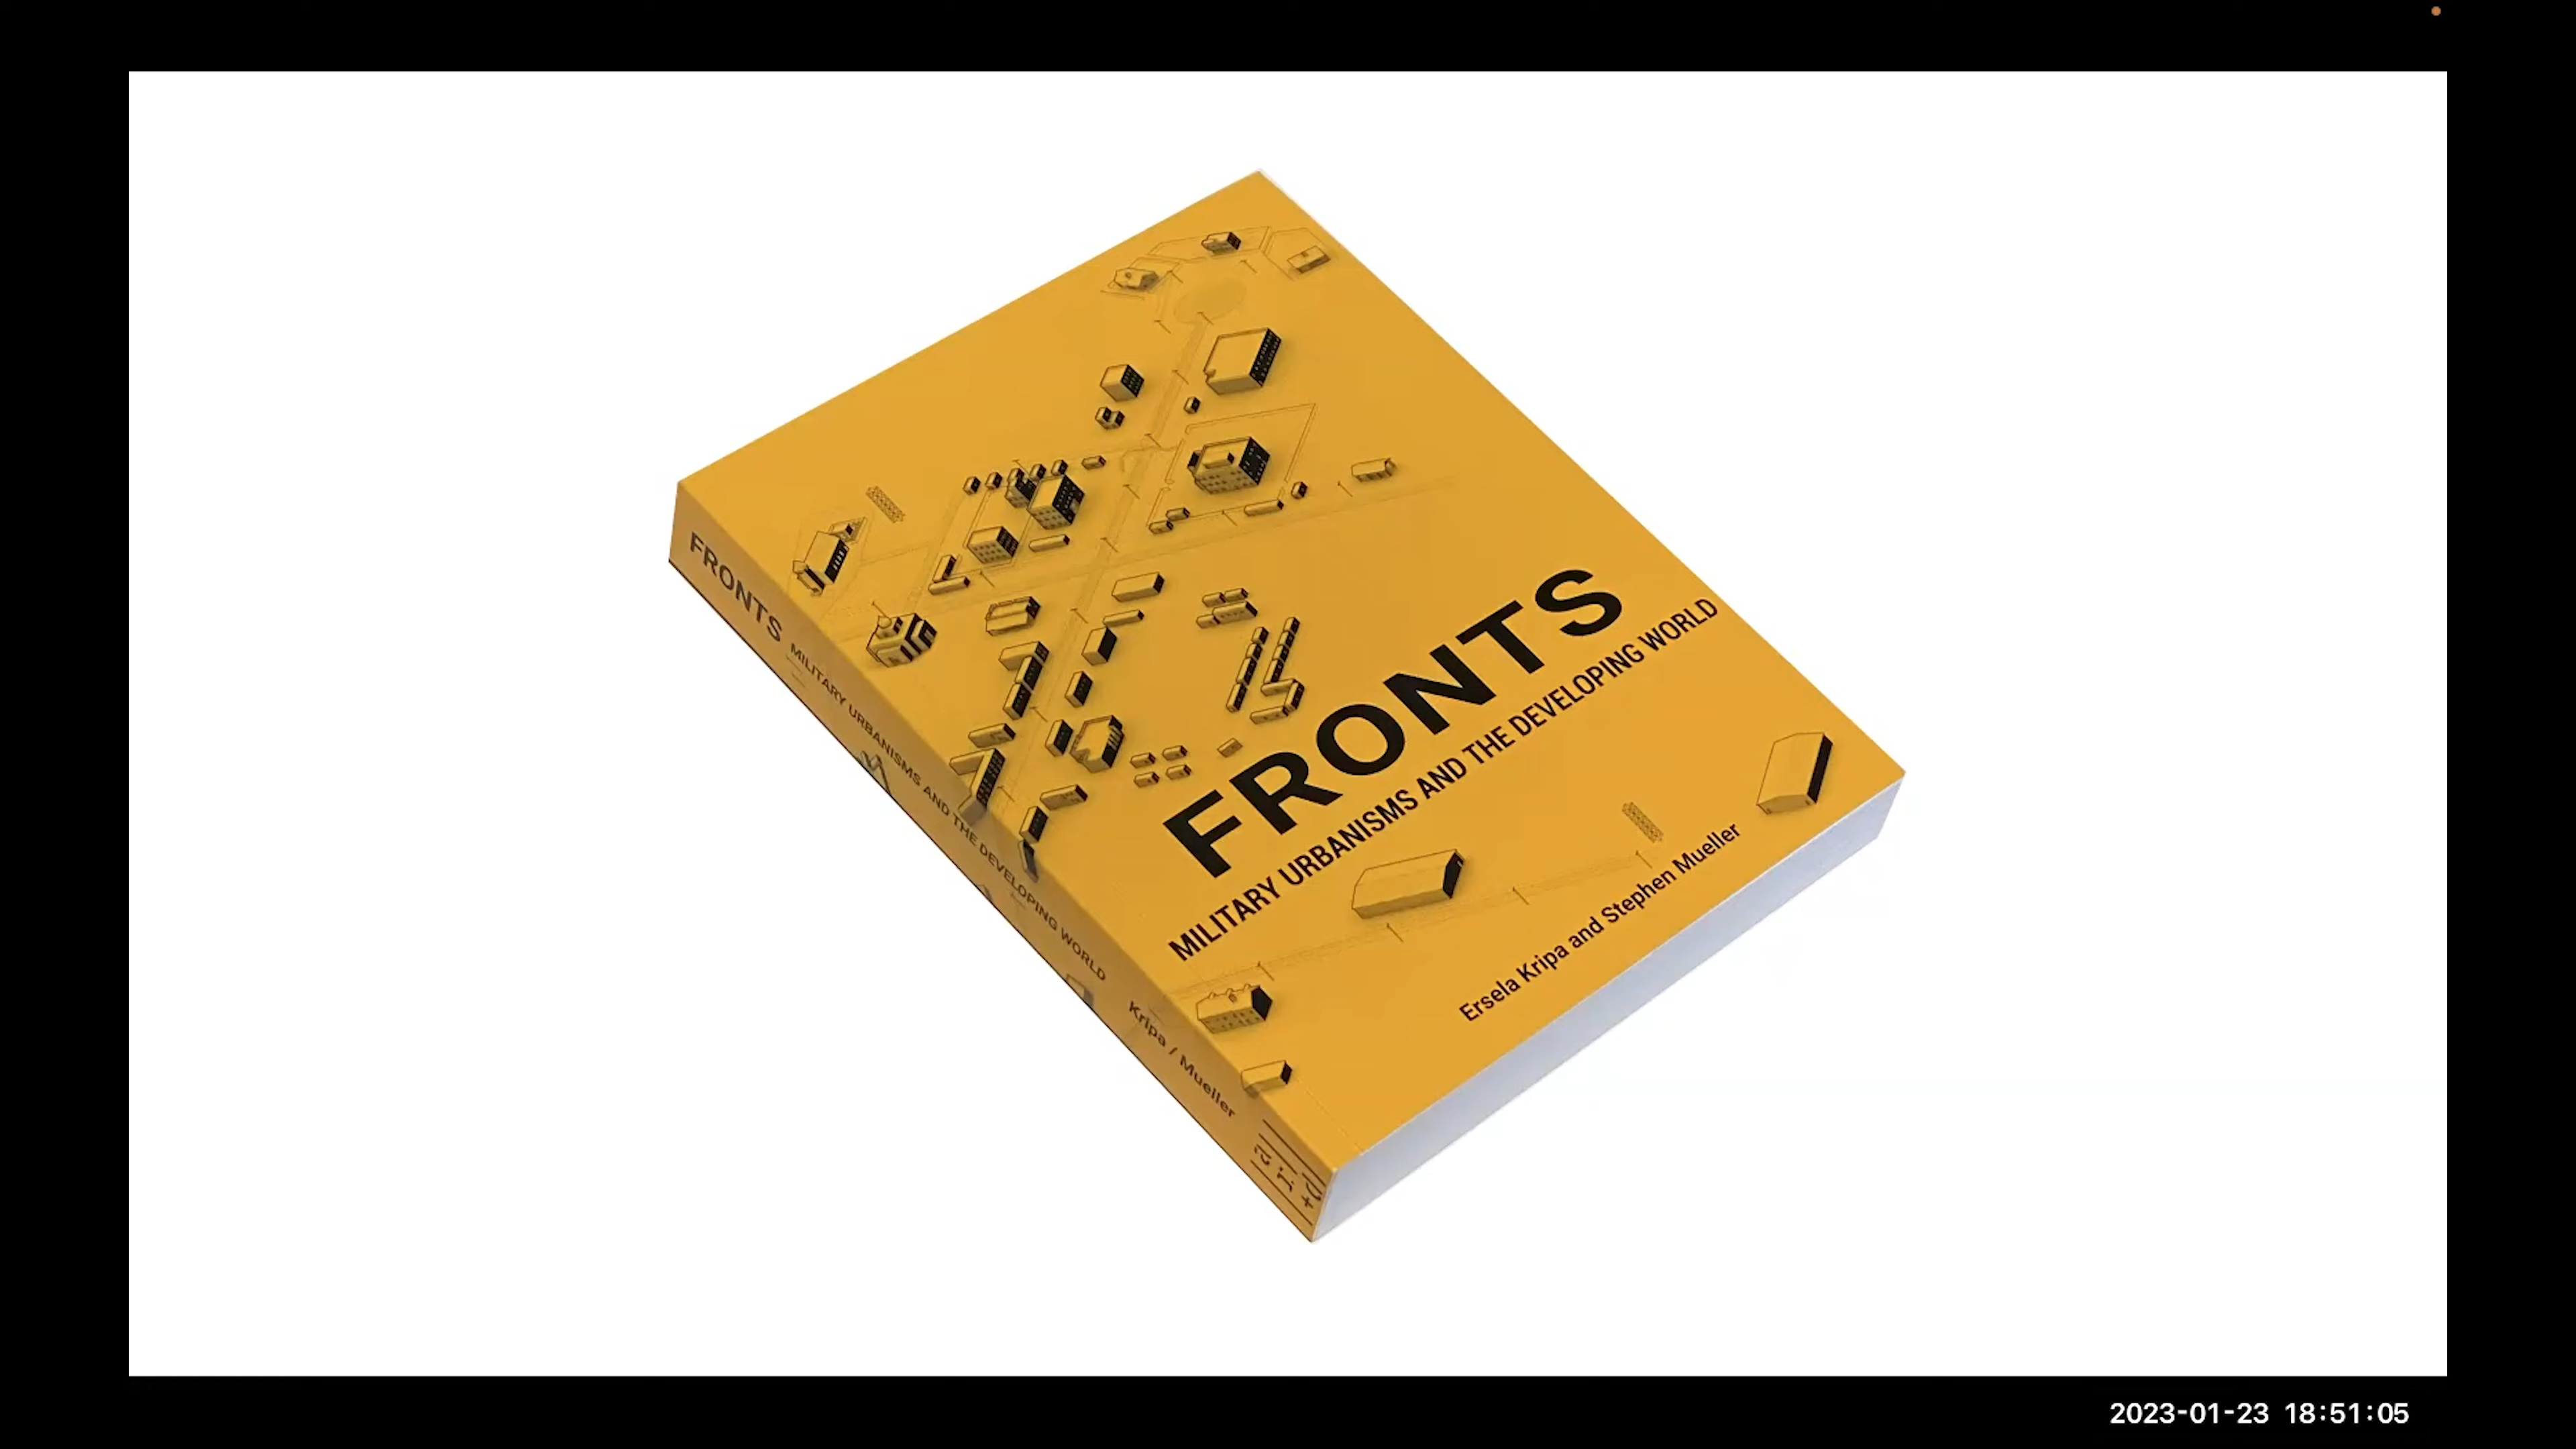 FRONTS
MILITARY URBANISMS AND THE DEVELOPING WORLD
Ersela Kripa and Stephen Mueller
FRONTS
MILITARY URBANISMS AND THE DEVELOPING WORLD
Kripa / Mueller
2023-01-23 18:51:05